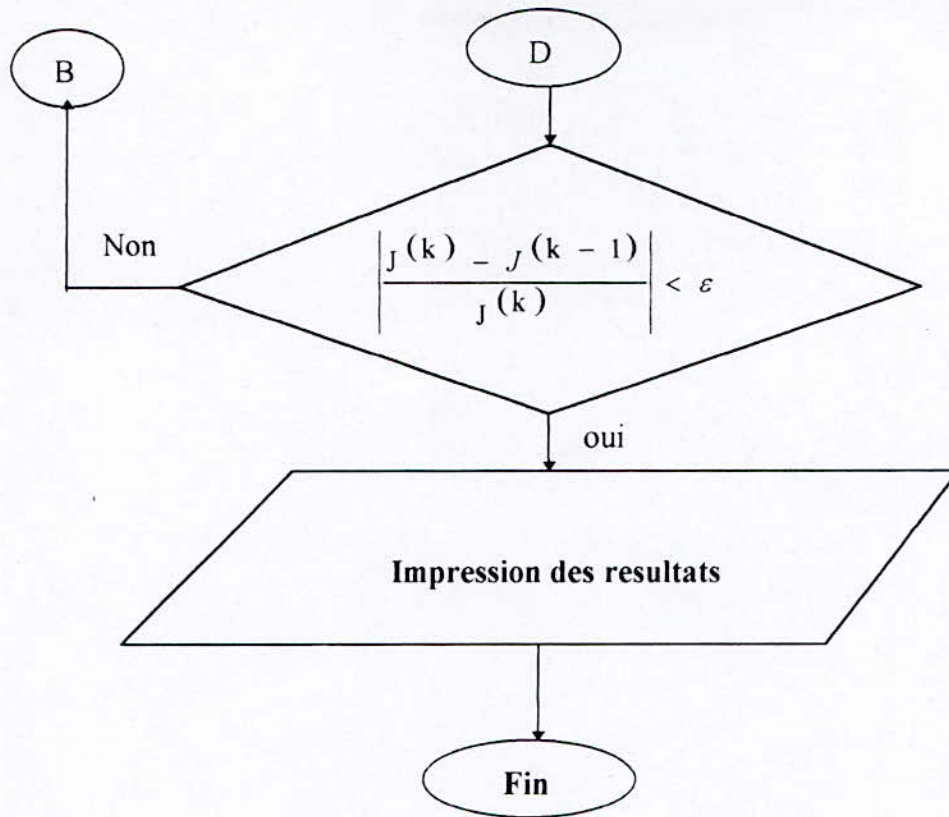 B
D
Non
| J^(k) − J^(k − 1) / J^(k) | < ε
oui
Impression des resultats
Fin